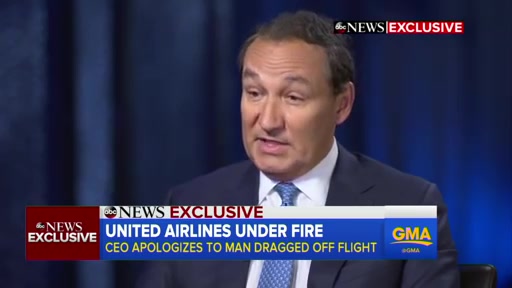 abc NEWS EXCLUSIVE
abc NEWS EXCLUSIVE
abc NEWS
EXCLUSIVE
UNITED AIRLINES UNDER FIRE
CEO APOLOGIZES TO MAN DRAGGED OFF FLIGHT
GMA
@GMA